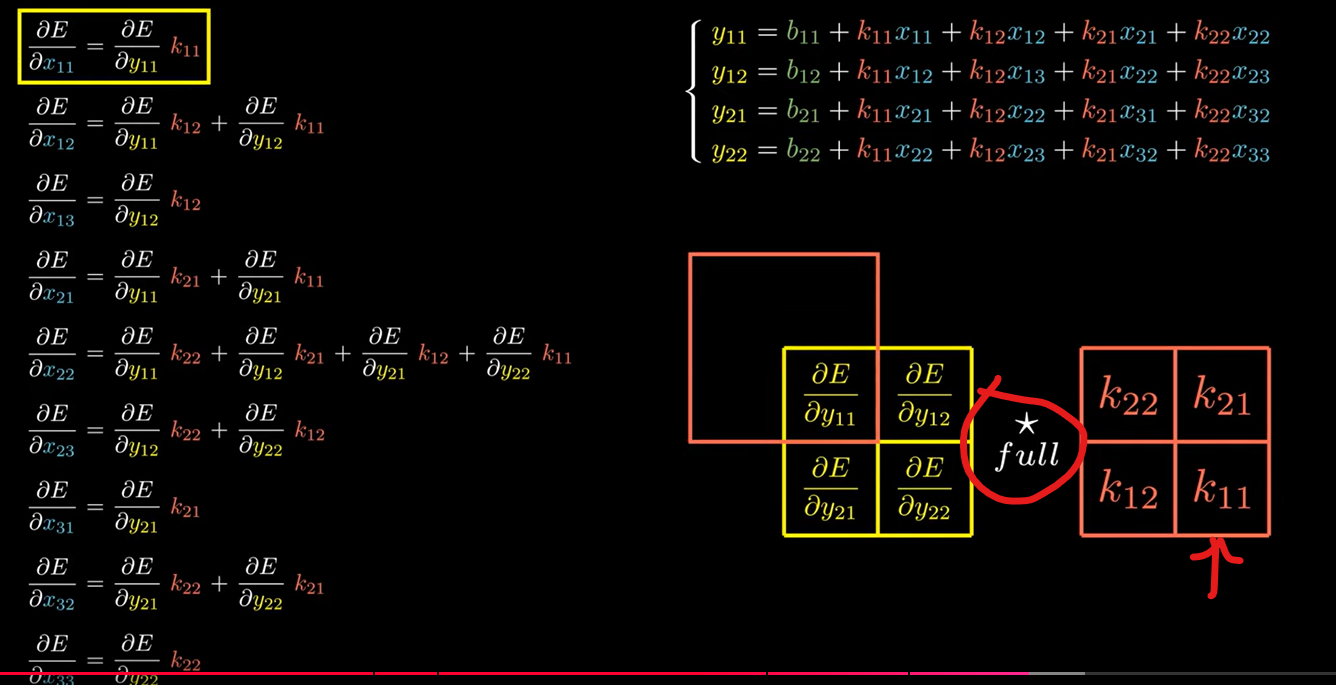 ∂E/∂x₁₁ = ∂E/∂y₁₁ k₁₁
∂E/∂x₁₂ = ∂E/∂y₁₁ k₁₂ + ∂E/∂y₁₂ k₁₁
∂E/∂x₁₃ = ∂E/∂y₁₂ k₁₂
∂E/∂x₂₁ = ∂E/∂y₁₁ k₂₁ + ∂E/∂y₂₁ k₁₁
∂E/∂x₂₂ = ∂E/∂y₁₁ k₂₂ + ∂E/∂y₁₂ k₂₁ + ∂E/∂y₂₁ k₁₂ + ∂E/∂y₂₂ k₁₁
∂E/∂x₂₃ = ∂E/∂y₁₂ k₂₂ + ∂E/∂y₂₂ k₁₂
∂E/∂x₃₁ = ∂E/∂y₂₁ k₂₁
∂E/∂x₃₂ = ∂E/∂y₂₁ k₂₂ + ∂E/∂y₂₂ k₂₁
∂E/∂x₃₃ = ∂E/∂y₂₂ k₂₂
y₁₁ = b₁₁ + k₁₁x₁₁ + k₁₂x₁₂ + k₂₁x₂₁ + k₂₂x₂₂
y₁₂ = b₁₂ + k₁₁x₁₂ + k₁₂x₁₃ + k₂₁x₂₂ + k₂₂x₂₃
y₂₁ = b₂₁ + k₁₁x₂₁ + k₁₂x₂₂ + k₂₁x₃₁ + k₂₂x₃₂
y₂₂ = b₂₂ + k₁₁x₂₂ + k₁₂x₂₃ + k₂₁x₃₂ + k₂₂x₃₃
∂E/∂y₁₁ ∂E/∂y₁₂
∂E/∂y₂₁ ∂E/∂y₂₂
⋆
full
k₂₂ k₂₁
k₁₂ k₁₁